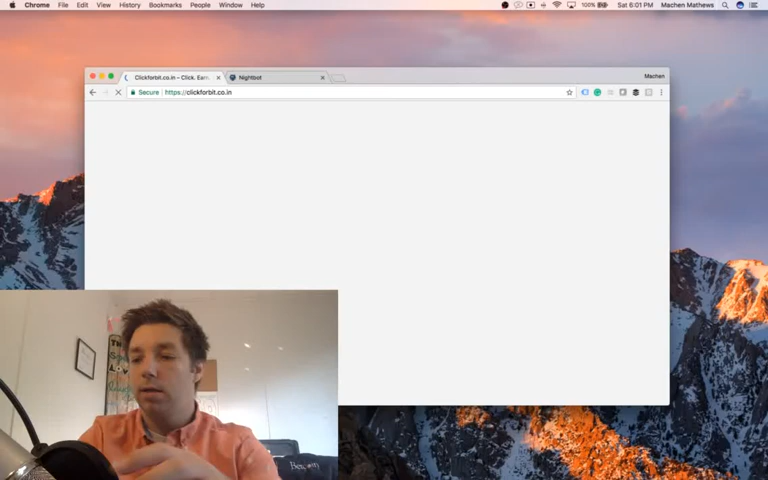 Chrome File Edit View History Bookmarks People Window Help
100% Sat 6:01 PM Machen Mathews
Clickforbit.co.in – Click. Earn.
Nightbot
Machen
Secure https://clickforbit.co.in